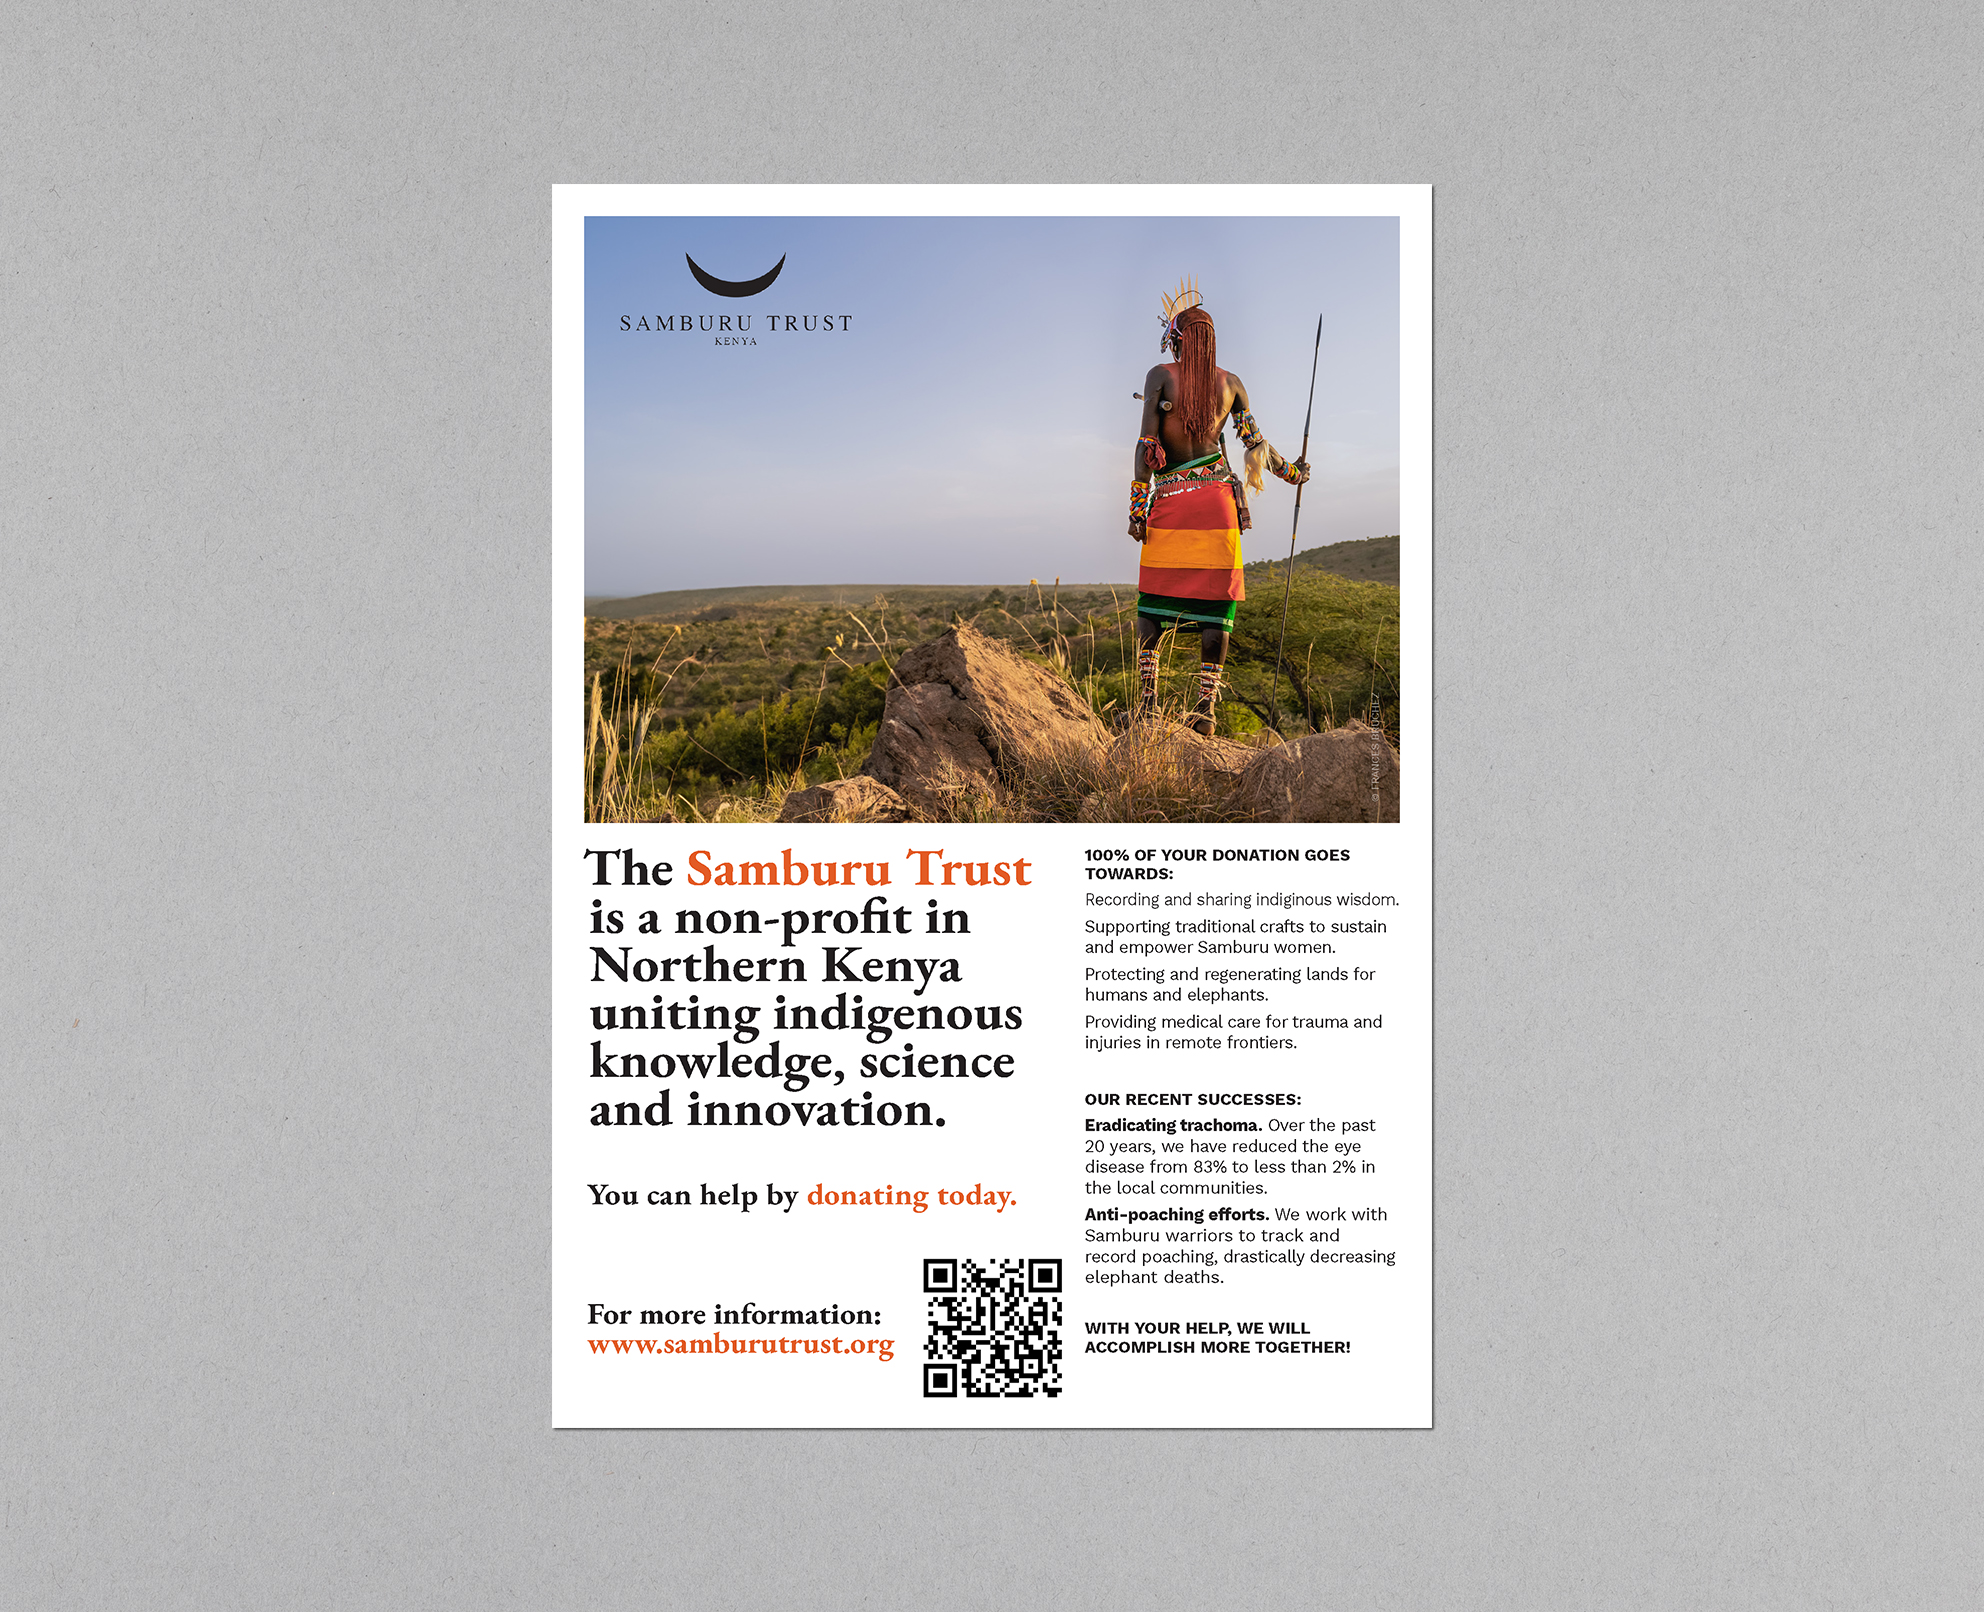 SAMBURU TRUST
KENYA
© FRANCES BRUCHEZ
The Samburu Trust
is a non-profit in
Northern Kenya
uniting indigenous
knowledge, science
and innovation.
You can help by donating today.
For more information:
www.samburutrust.org
100% OF YOUR DONATION GOES
TOWARDS:
Recording and sharing indiginous wisdom.
Supporting traditional crafts to sustain
and empower Samburu women.
Protecting and regenerating lands for
humans and elephants.
Providing medical care for trauma and
injuries in remote frontiers.
OUR RECENT SUCCESSES:
Eradicating trachoma. Over the past
20 years, we have reduced the eye
disease from 83% to less than 2% in
the local communities.
Anti-poaching efforts. We work with
Samburu warriors to track and
record poaching, drastically decreasing
elephant deaths.
WITH YOUR HELP, WE WILL
ACCOMPLISH MORE TOGETHER!